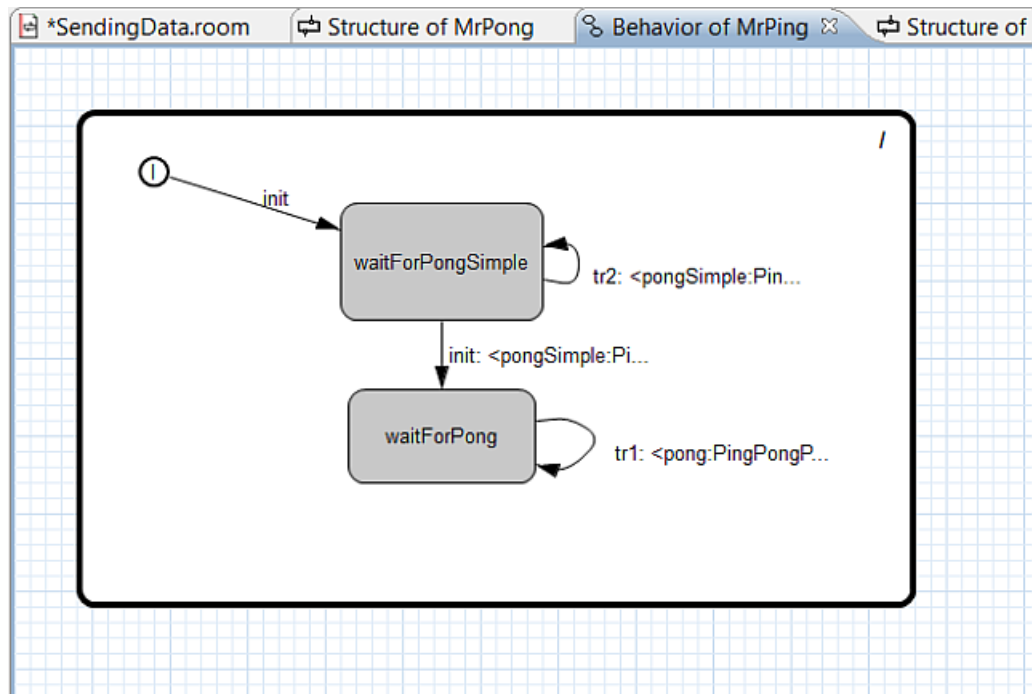 *SendingData.room Structure of MrPong Behavior of MrPing Structure of
/
I
init
waitForPongSimple
tr2: <pongSimple:Pin...
init: <pongSimple:Pi...
waitForPong
tr1: <pong:PingPongP...